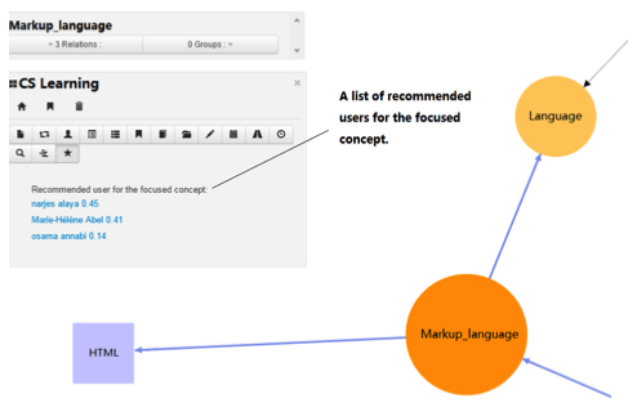 Markup_language
3 Relations :
0 Groups :
CS Learning
Recommended user for the focused concept:
narjes alaya 0.45
Marie-Hélène Abel 0.41
osama annabi 0.14
A list of recommended
users for the focused
concept.
Language
Markup_language
HTML